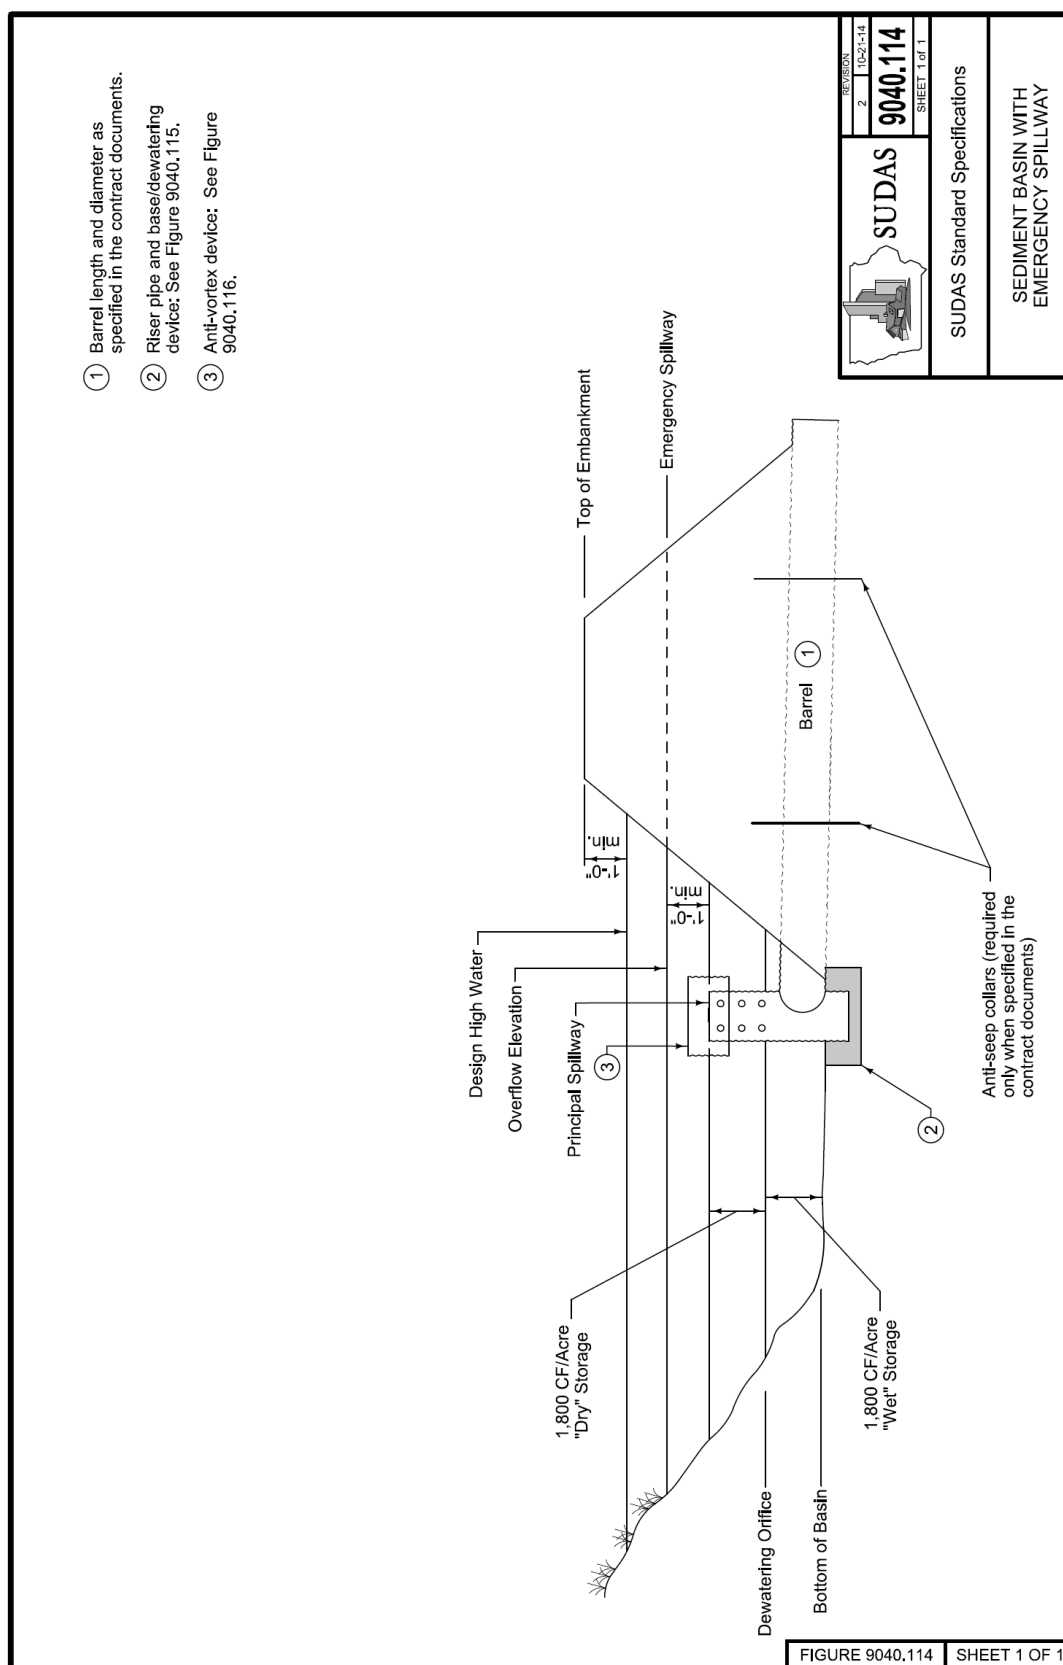 1 Barrel length and diameter as
specified in the contract documents.
2 Riser pipe and base/dewatering
device: See Figure 9040.115.
3 Anti-vortex device: See Figure
9040.116.
Top of Embankment
Emergency Spillway
Design High Water
Overflow Elevation
Principal Spillway
1'-0"
min.
1'-0"
min.
3
1,800 CF/Acre
"Dry" Storage
1,800 CF/Acre
"Wet" Storage
Dewatering Orifice
Bottom of Basin
Barrel 1
2
Anti-seep collars (required
only when specified in the
contract documents)
SUDAS
REVISION
2 10-21-14
9040.114
SHEET 1 of 1
SUDAS Standard Specifications
SEDIMENT BASIN WITH
EMERGENCY SPILLWAY
FIGURE 9040.114 SHEET 1 OF 1